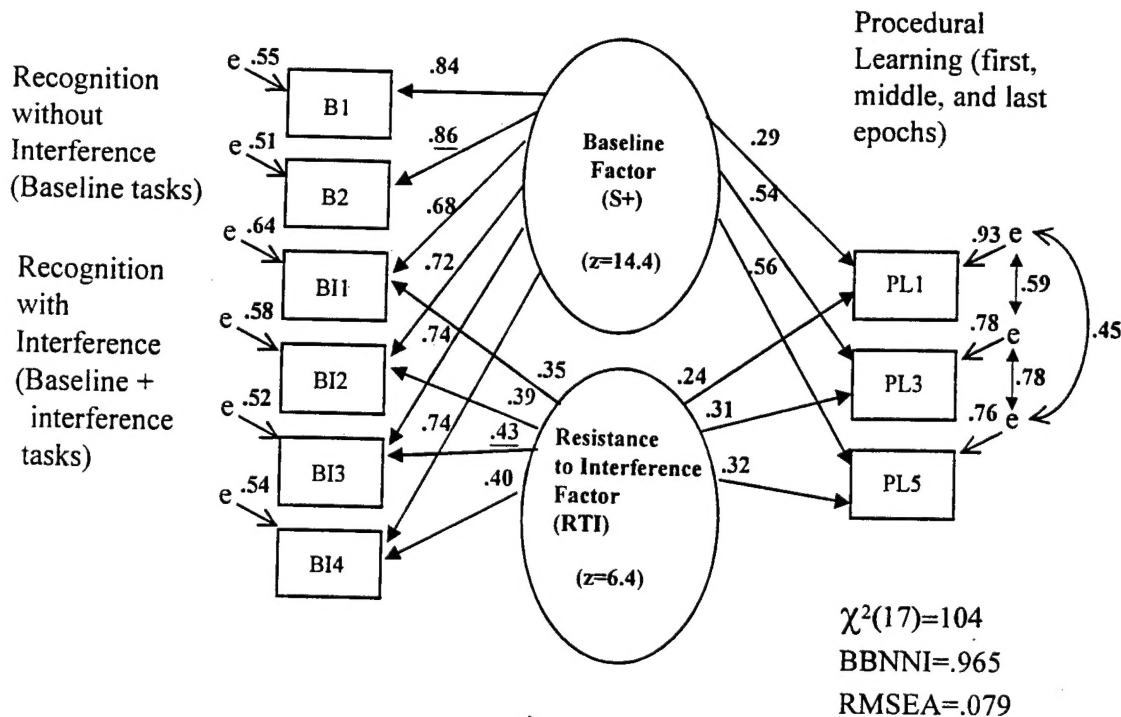 Recognition
without
Interference
(Baseline tasks)
Recognition
with
Interference
(Baseline +
interference
tasks)
e .55
B1
e .51
B2
e .64
BI1
e .58
BI2
e .52
BI3
e .54
BI4
.84
.86
.68
.72
.74
.74
.35
.39
.43
.40
Baseline
Factor
(S+)
(z=14.4)
Resistance
to Interference
Factor
(RTI)
(z=6.4)
.29
.54
.56
.24
.31
.32
Procedural
Learning (first,
middle, and last
epochs)
PL1
PL3
PL5
.93 e
.59
.78 e
.78
.76 e
.45
χ²(17)=104
BBNNI=.965
RMSEA=.079